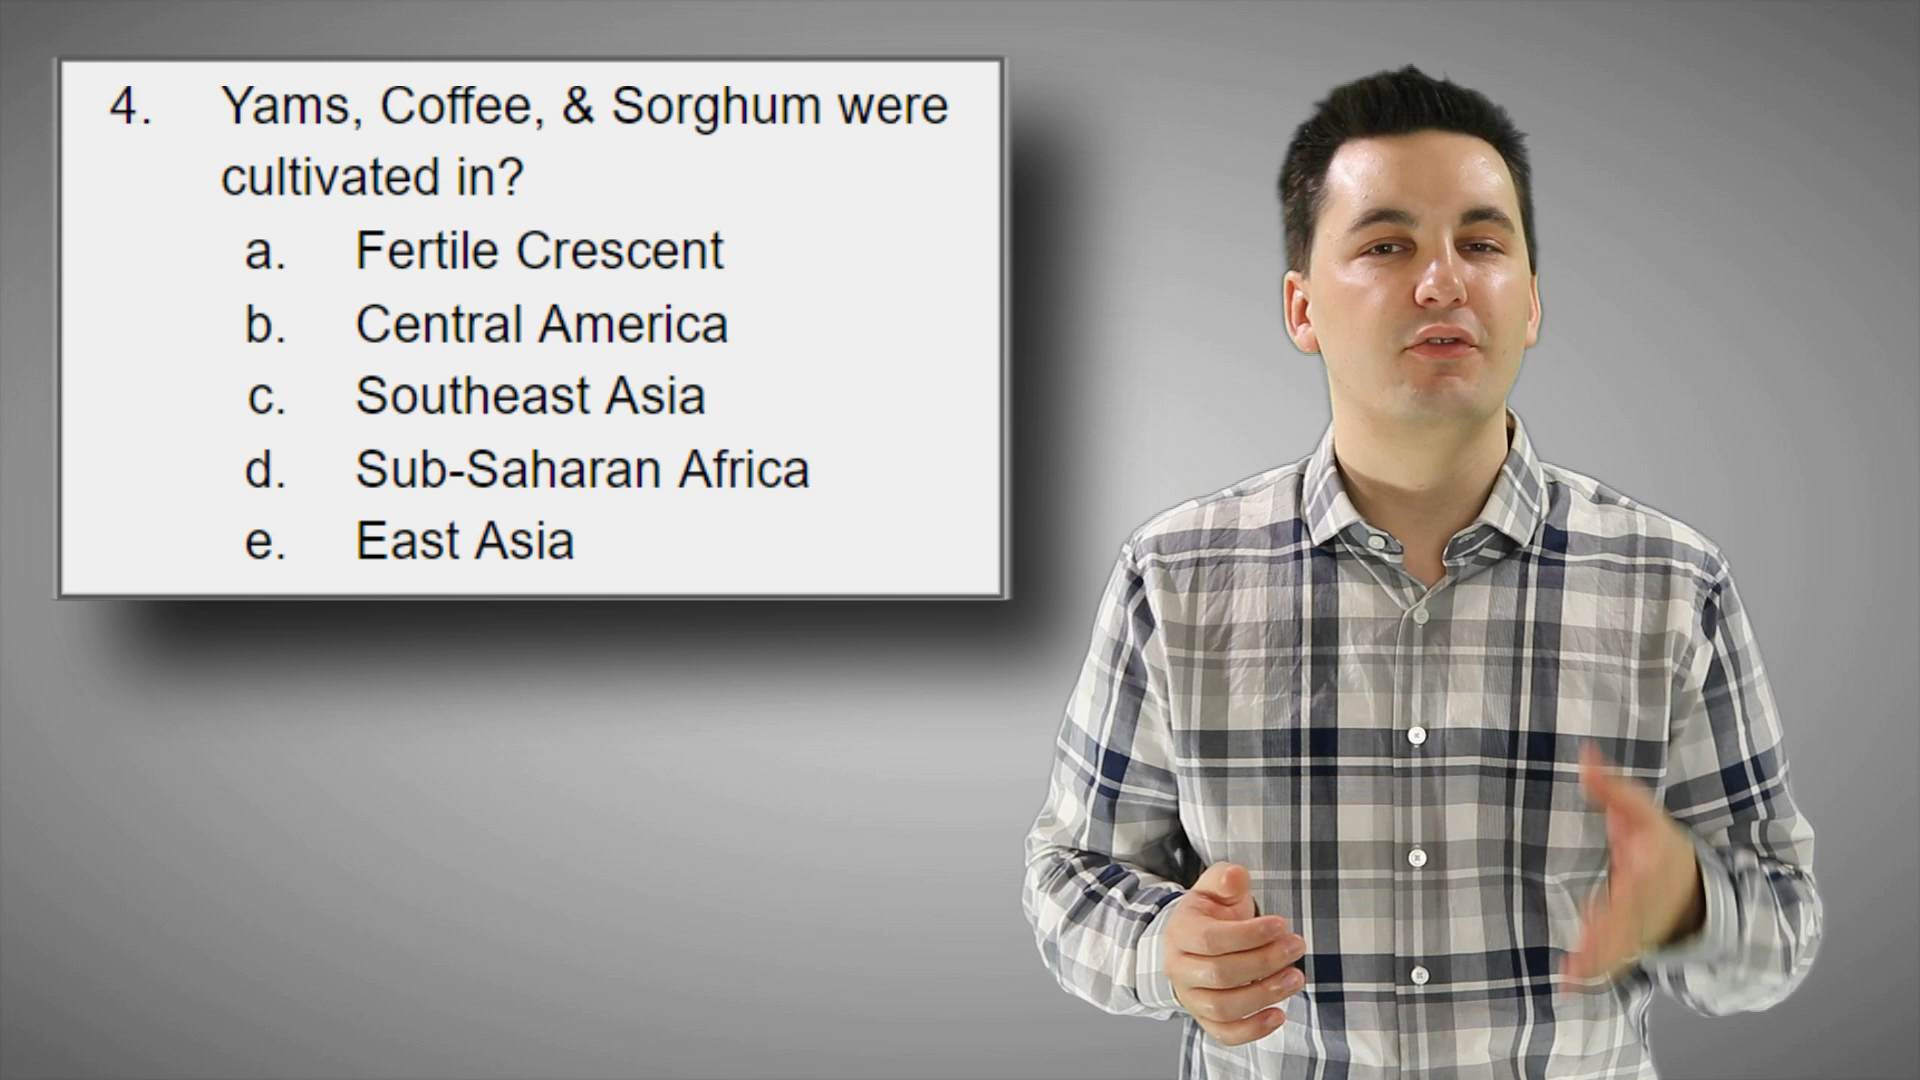 4. Yams, Coffee, & Sorghum were
cultivated in?
a. Fertile Crescent
b. Central America
c. Southeast Asia
d. Sub-Saharan Africa
e. East Asia